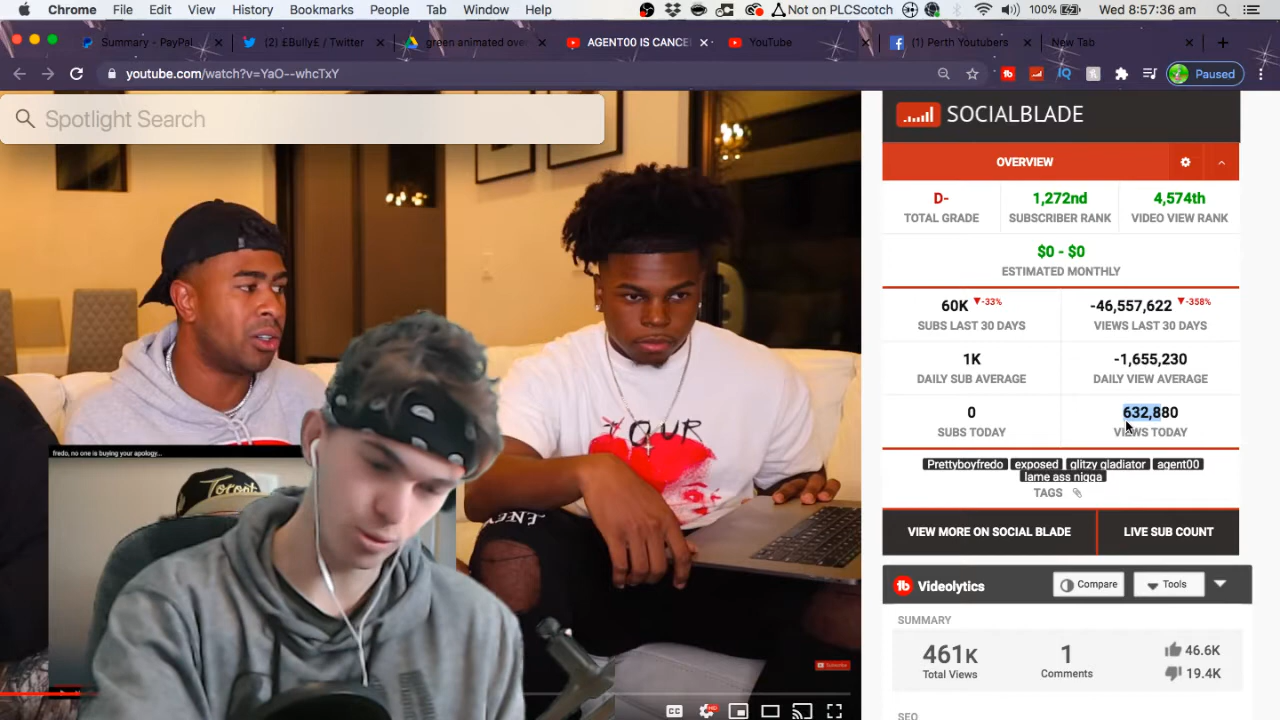 Chrome File Edit View History Bookmarks People Tab Window Help Not on PLCScotch 100% Wed 8:57:36 am
Summary - PayPal × (2) £Bully£ / Twitter × green animated ove × AGENT00 IS CANCE × YouTube × (1) Perth Youtubers × New Tab × +
youtube.com/watch?v=YaO--whcTxY Paused
Spotlight Search
SOCIALBLADE
OVERVIEW
D- 1,272nd 4,574th
TOTAL GRADE SUBSCRIBER RANK VIDEO VIEW RANK
$0 - $0
ESTIMATED MONTHLY
60K -33% -46,557,622 -358%
SUBS LAST 30 DAYS VIEWS LAST 30 DAYS
1K -1,655,230
DAILY SUB AVERAGE DAILY VIEW AVERAGE
0 632,880
SUBS TODAY VIEWS TODAY
Prettyboyfredo exposed glitzy gladiator agent00
lame ass nigga
TAGS
VIEW MORE ON SOCIAL BLADE LIVE SUB COUNT
Videolytics Compare Tools
SUMMARY
461K 1 46.6K
Total Views Comments 19.4K
SEO
fredo, no one is buying your apology...
YOUR
Subscribe
CC HD